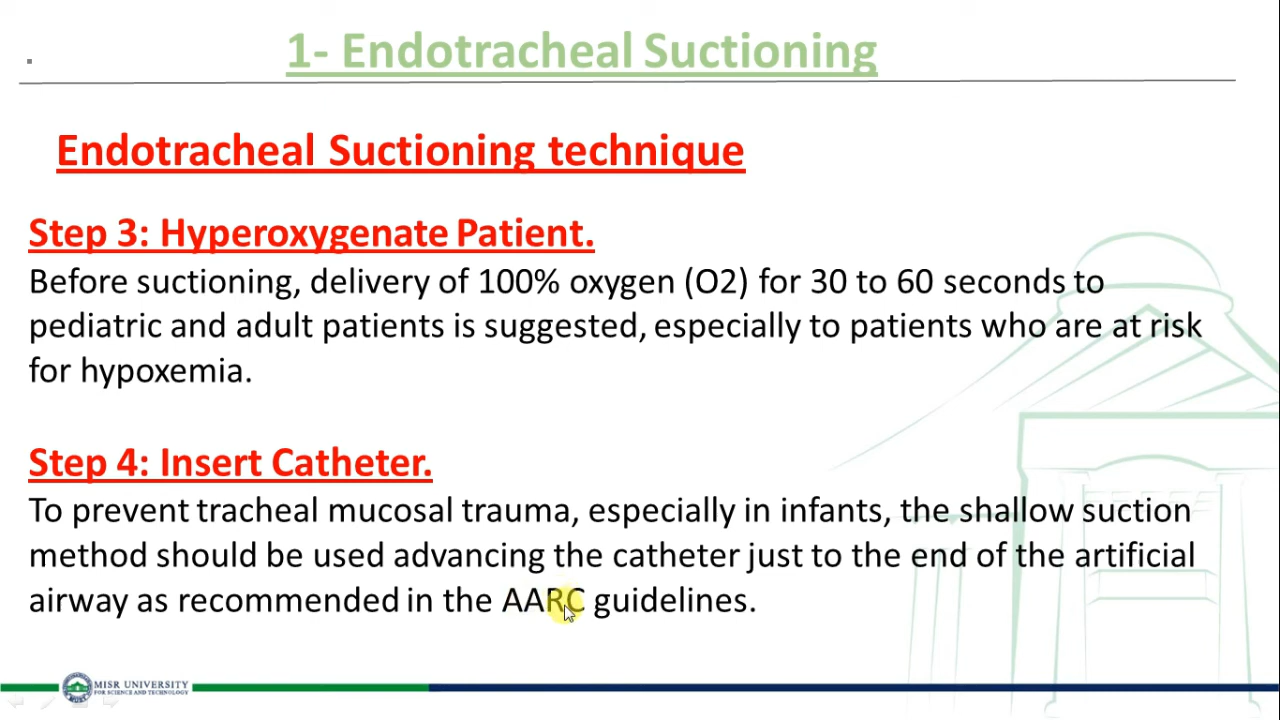 1- Endotracheal Suctioning
.
Endotracheal Suctioning technique
Step 3: Hyperoxygenate Patient.
Before suctioning, delivery of 100% oxygen (O2) for 30 to 60 seconds to
pediatric and adult patients is suggested, especially to patients who are at risk
for hypoxemia.
Step 4: Insert Catheter.
To prevent tracheal mucosal trauma, especially in infants, the shallow suction
method should be used advancing the catheter just to the end of the artificial
airway as recommended in the AARC guidelines.
MISR UNIVERSITY
FOR SCIENCE AND TECHNOLOGY